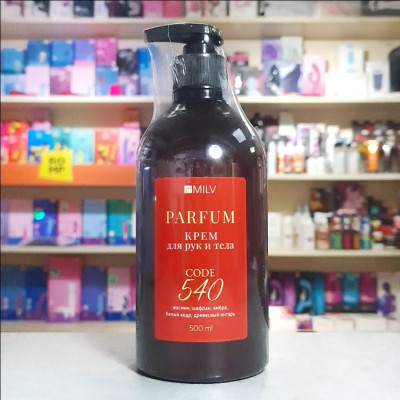 MILV
PARFUM
КРЕМ
для рук и тела
CODE
540
жасмин, шафран, амбра,
белый кедр, древесный янтарь
500 ml